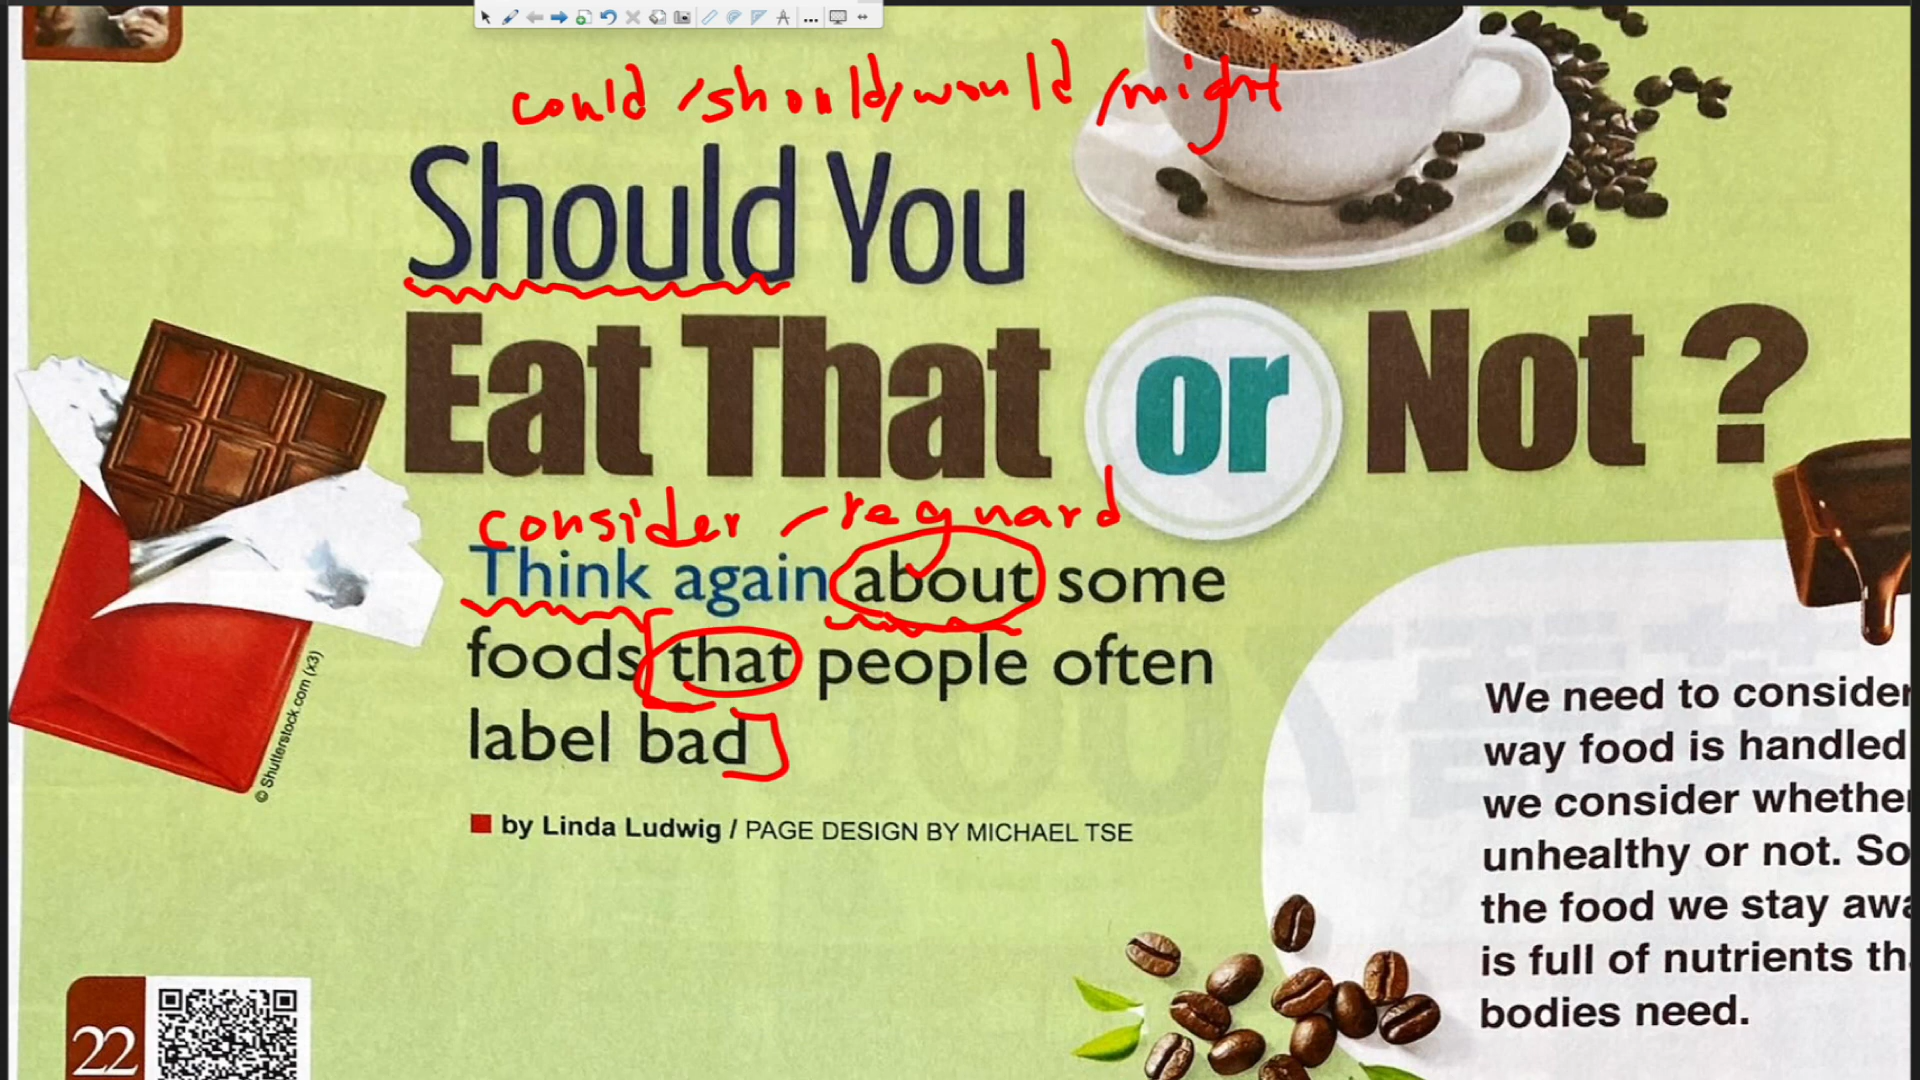 could /should/would /might
Should You
Eat That or Not?
consider - reguard
Think again about some
foods that people often
label bad
by Linda Ludwig / PAGE DESIGN BY MICHAEL TSE
© Shutterstock.com (x3)
We need to consider
way food is handled
we consider whether
unhealthy or not. So
the food we stay awa
is full of nutrients th
bodies need.
22